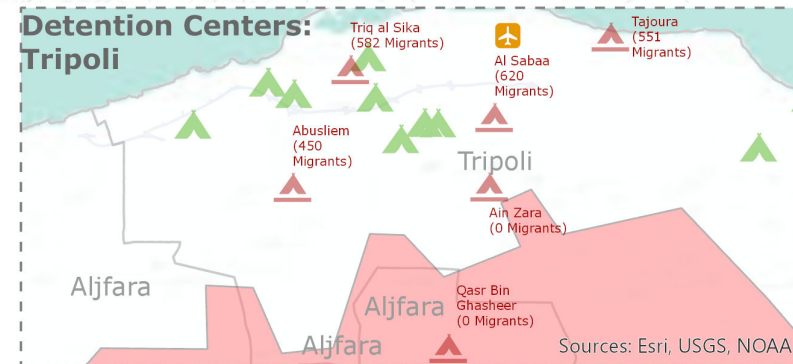 Detention Centers:
Tripoli
Triq al Sika
(582 Migrants)
Tajoura
(551
Migrants)
Al Sabaa
(620
Migrants)
Abusliem
(450
Migrants)
Tripoli
Ain Zara
(0 Migrants)
Aljfara
Qasr Bin
Ghasheer
(0 Migrants)
Aljfara
Aljfara
Sources: Esri, USGS, NOAA